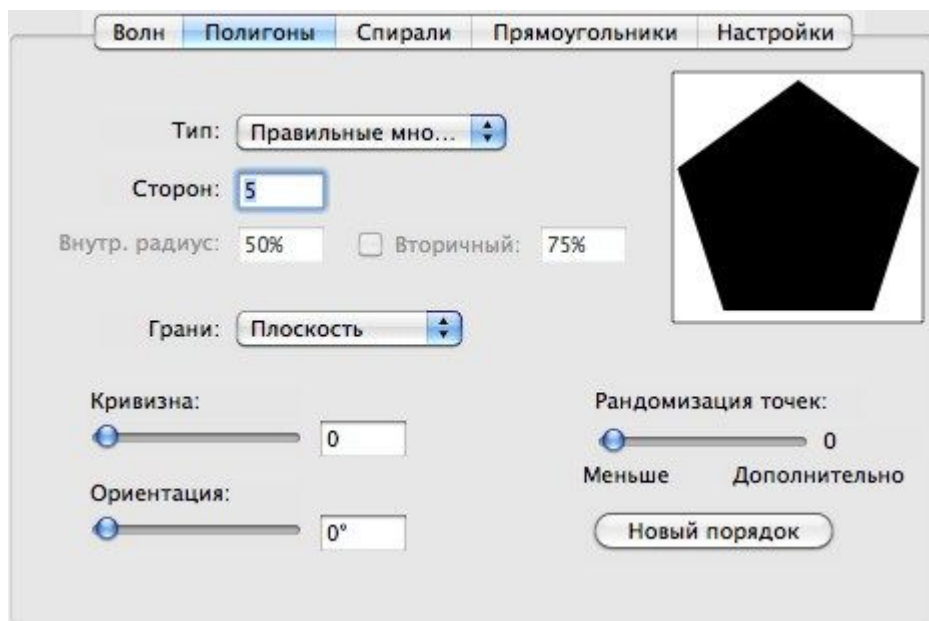 Волн Полигоны Спирали Прямоугольники Настройки
Тип: Правильные мно...
Сторон: 5
Внутр. радиус: 50% Вторичный: 75%
Грани: Плоскость
Кривизна:
0
Рандомизация точек:
0
Меньше Дополнительно
Ориентация:
0°
Новый порядок